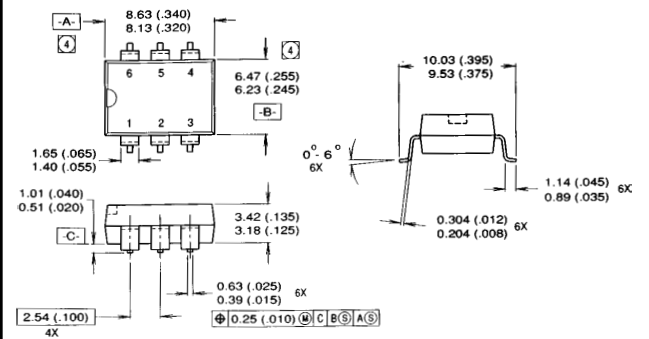 -A-
8.63 (.340)
8.13 (.320)
4
4
6 5 4
1 2 3
6.47 (.255)
6.23 (.245)
-B-
10.03 (.395)
9.53 (.375)
1.65 (.065)
1.40 (.055)
0° - 6°
6X
1.01 (.040)
0.51 (.020)
-C-
3.42 (.135)
3.18 (.125)
1.14 (.045)
0.89 (.035)
6X
0.304 (.012)
0.204 (.008)
6X
0.63 (.025)
0.39 (.015)
6X
2.54 (.100)
4X
⌖ 0.25 (.010) Ⓜ C B Ⓢ A Ⓢ